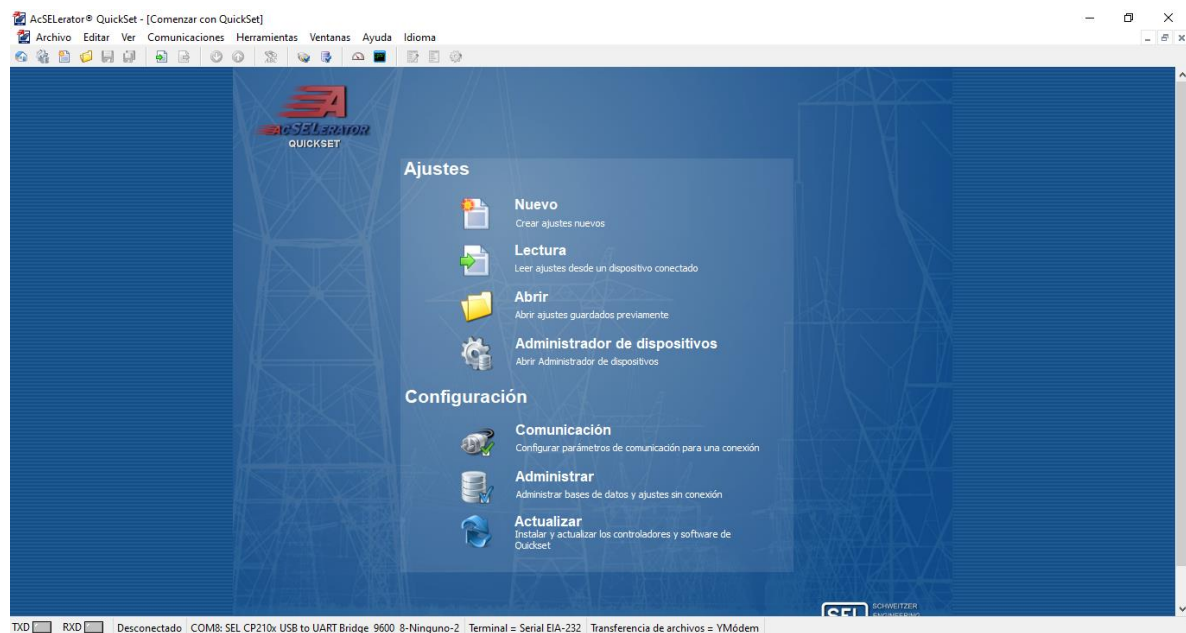 AcSELerator® QuickSet - [Comenzar con QuickSet]
Archivo Editar Ver Comunicaciones Herramientas Ventanas Ayuda Idioma
ACSELERATOR
QUICKSET
Ajustes
Nuevo
Crear ajustes nuevos
Lectura
Leer ajustes desde un dispositivo conectado
Abrir
Abrir ajustes guardados previamente
Administrador de dispositivos
Abrir Administrador de dispositivos
Configuración
Comunicación
Configurar parámetros de comunicación para una conexión
Administrar
Administrar bases de datos y ajustes sin conexión
Actualizar
Instalar y actualizar los controladores y software de
Quickset
SEL SCHWEITZER
ENGINEERING
TXD RXD Desconectado COM8: SEL CP210x USB to UART Bridge 9600 8-Ninguno-2 Terminal = Serial EIA-232 Transferencia de archivos = YMódem